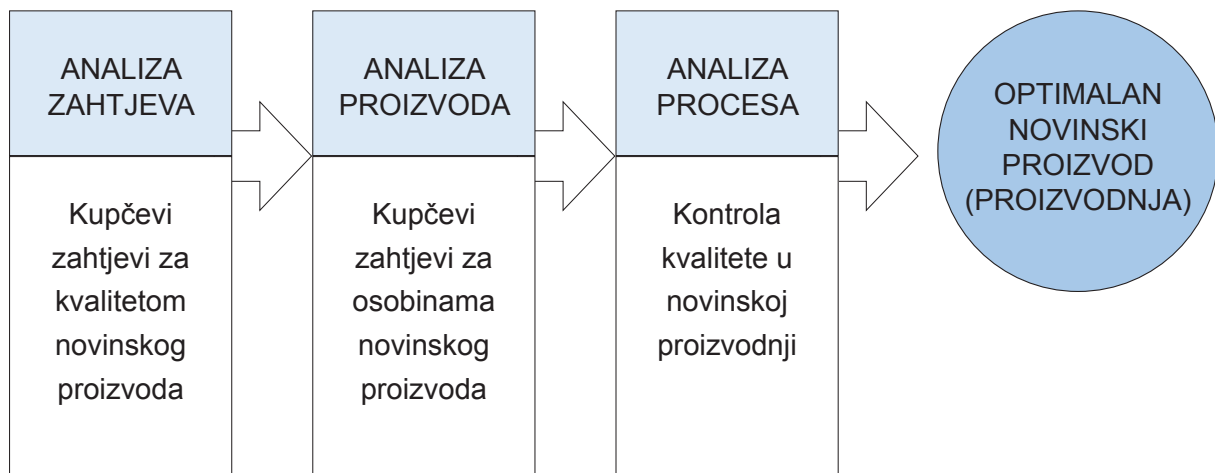 ANALIZA
ZAHTJEVA
Kupčevi
zahtjevi za
kvalitetom
novinskog
proizvoda
ANALIZA
PROIZVODA
Kupčevi
zahtjevi za
osobinama
novinskog
proizvoda
ANALIZA
PROCESA
Kontrola
kvalitete u
novinskoj
proizvodnji
OPTIMALAN
NOVINSKI
PROIZVOD
(PROIZVODNJA)